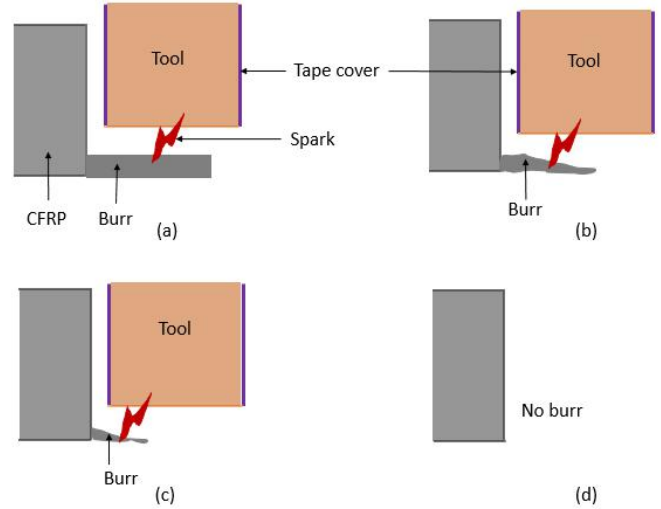 Tool
Tape cover
Spark
CFRP
Burr
(a)
Tool
Burr
(b)
Tool
Burr
(c)
No burr
(d)